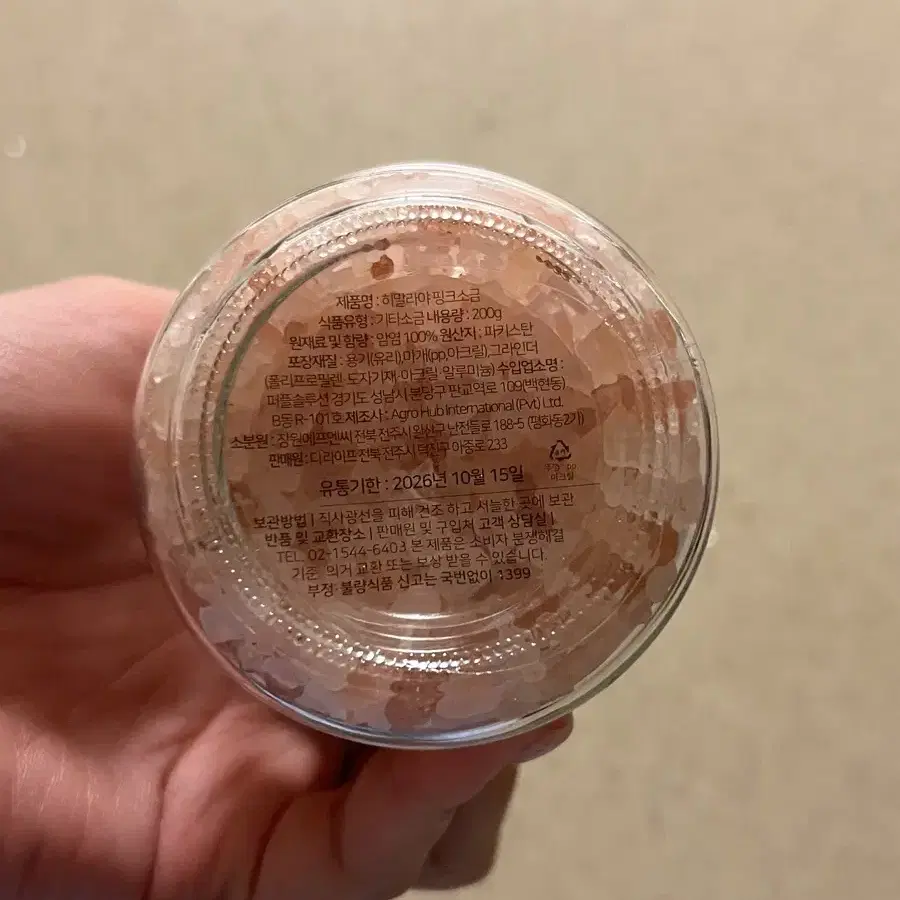 제품명 : 히말라야 핑크소금
식품유형 : 기타소금 내용량 : 200g
원재료 및 함량 : 암염 100% 원산지 : 파키스탄
포장재질 : 용기(유리),마개(pp,아크릴),그라인더
(폴리프로필렌·도자기재·아크릴·알루미늄) 수입업소명 :
퍼플솔루션 경기도 성남시 분당구 판교역로 109(백현동)
B동 R-101호 제조사 : Agro Hub International (Pvt) Ltd.
소분원 : 장원에프엔씨 전북 전주시 완산구 난전들로 188-5 (평화동2가)
판매원 : 디라이프 전북 전주시 덕진구 아중로 233
유통기한 : 2026년 10월 15일
pp
아크릴
보관방법 | 직사광선을 피해 건조 하고 서늘한 곳에 보관
반품 및 교환장소 | 판매원 및 구입처 고객 상담실 |
TEL. 02-1544-6403 본 제품은 소비자 분쟁해결
기준 의거 교환 또는 보상 받을 수 있습니다.
부정·불량식품 신고는 국번없이 1399